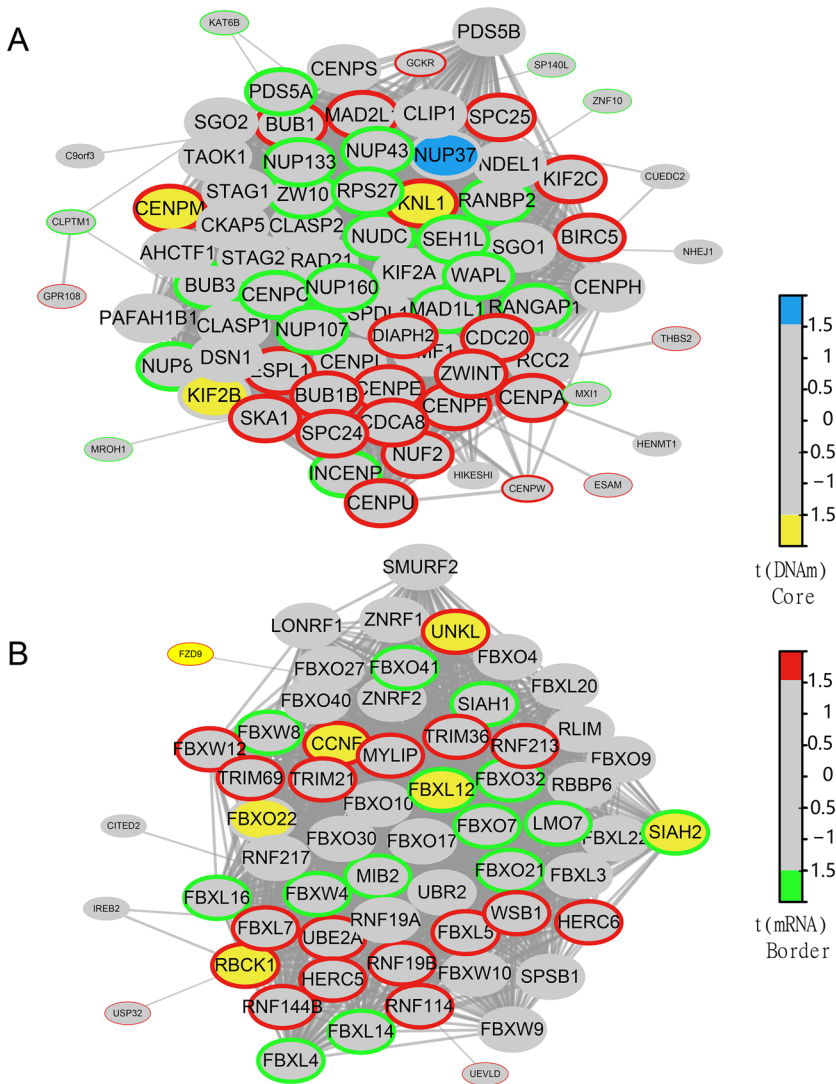 A
PDS5B
KAT6B
GCKR
SP140L
CENPS
PDS5A
ZNF10
MAD2L
CLIP1
SPC25
SGO2
BUB1
C9orf3
TAOK1
NUP133
NUP43
NUP37
NDEL1
CUEDC2
KIF2C
STAG1
ZW10
RPS27
KNL1
RANBP2
CENPM
CLPTM1
CKAP5
CLASP2
NUDC
SEH1L
SGO1
BIRC5
NHEJ1
AHCTF1
STAG2
RAD21
KIF2A
WAPL
GPR108
BUB3
CENPC
NUP160
CENPH
PAFAH1B1
CLASP1
NUP107
SPDL1
MAD1L1
RANGAP1
DIAPH2
CDC20
THBS2
NUP8
DSN1
CENPI
MF1
RCC2
ESPL1
ZWINT
KIF2B
BUB1B
CENPE
CENPF
CENPA
MXI1
SKA1
SPC24
CDCA8
MROH1
HENMT1
NUF2
INCENP
HIKESHI
CENPW
ESAM
CENPU
1.5
1
0
−1
1.5
t(DNAm)
Core
B
SMURF2
LONRF1
ZNRF1
UNKL
FZD9
FBXO27
FBXO41
FBXO4
FBXO40
ZNRF2
SIAH1
FBXL20
FBXW8
RLIM
FBXW12
CCNF
MYLIP
TRIM36
RNF213
FBXO9
TRIM69
TRIM21
FBXO32
RBBP6
FBXL12
FBXO10
FBXO22
CITED2
FBXO30
FBXO17
FBXO7
LMO7
FBXL22
SIAH2
RNF217
MIB2
FBXO21
FBXL3
FBXL16
FBXW4
UBR2
IREB2
FBXL7
RNF19A
WSB1
HERC6
UBE2A
FBXL5
RBCK1
HERC5
RNF19B
FBXW10
SPSB1
USP32
RNF144B
RNF114
FBXL14
FBXW9
FBXL4
UEVLD
1.5
1
0
−1
1.5
t(mRNA)
Border